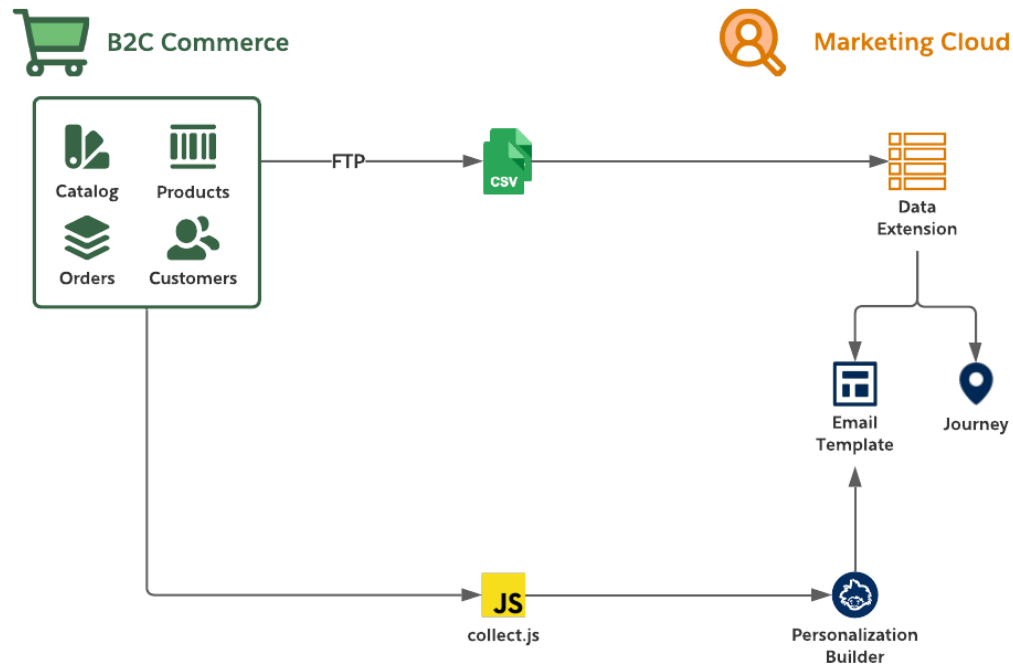 B2C Commerce
Marketing Cloud
Catalog
Products
Orders
Customers
FTP
CSV
Data
Extension
Email
Template
Journey
JS
collect.js
Personalization
Builder